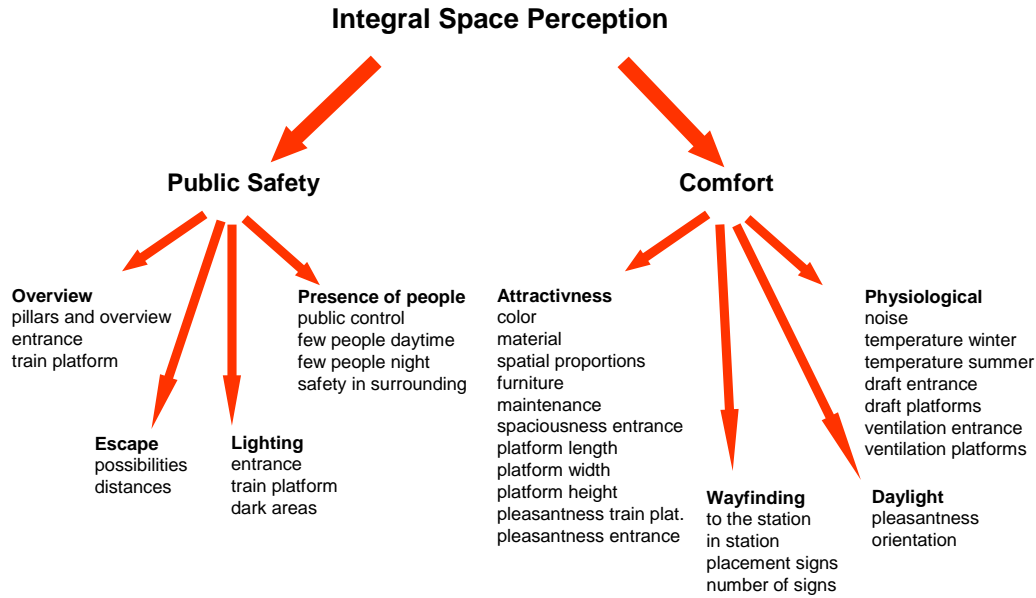 Integral Space Perception
Public Safety
Comfort
Overview
pillars and overview
entrance
train platform
Presence of people
public control
few people daytime
few people night
safety in surrounding
Escape
possibilities
distances
Lighting
entrance
train platform
dark areas
Attractivness
color
material
spatial proportions
furniture
maintenance
spaciousness entrance
platform length
platform width
platform height
pleasantness train plat.
pleasantness entrance
Physiological
noise
temperature winter
temperature summer
draft entrance
draft platforms
ventilation entrance
ventilation platforms
Wayfinding
to the station
in station
placement signs
number of signs
Daylight
pleasantness
orientation